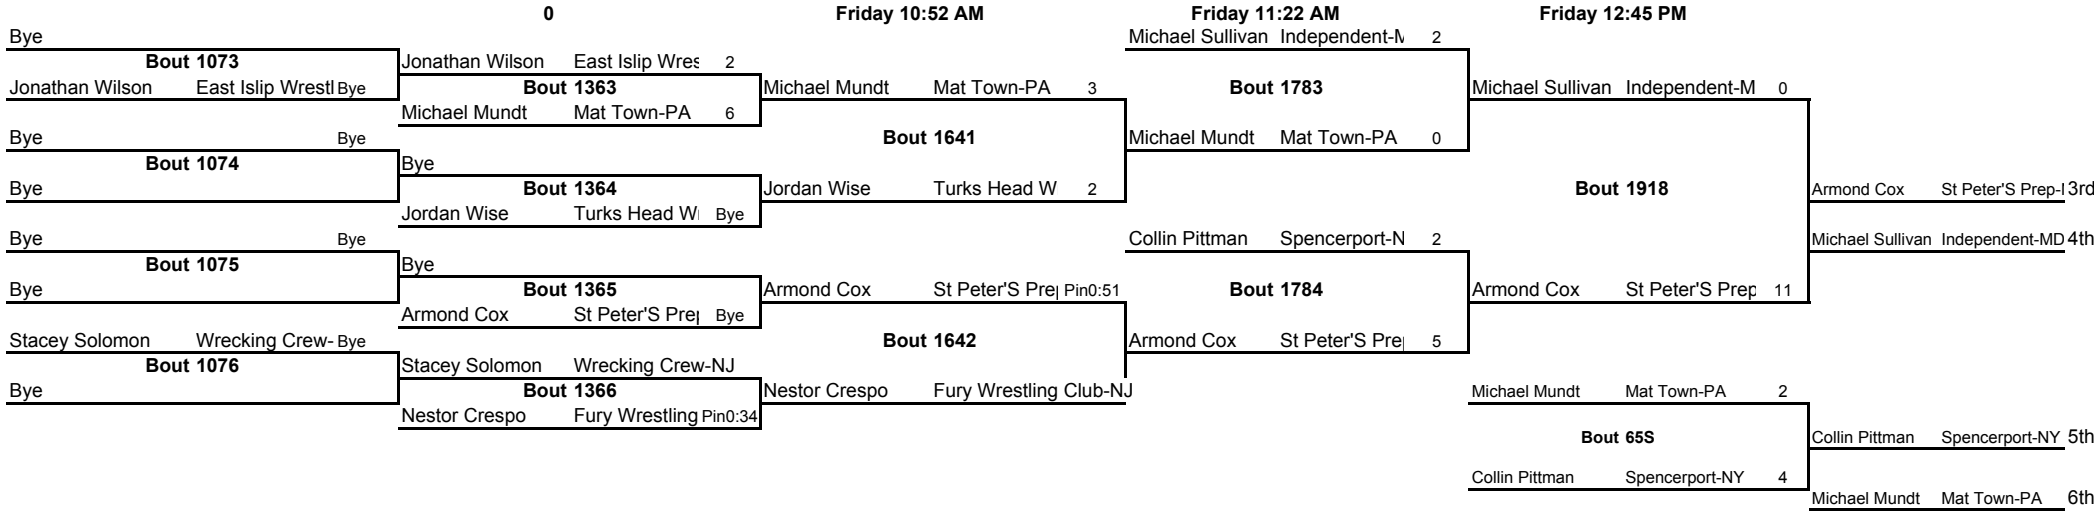 0 Friday 10:52 AM Friday 11:22 AM Friday 12:45 PM
Bye Michael Sullivan Independent-M 2
Bout 1073 Jonathan Wilson East Islip Wres 2
Jonathan Wilson East Islip Wrestl Bye Bout 1363 Michael Mundt Mat Town-PA 3 Bout 1783 Michael Sullivan Independent-M 0
Michael Mundt Mat Town-PA 6
Bye Bye Bout 1641 Michael Mundt Mat Town-PA 0
Bout 1074 Bye
Bye Bout 1364 Jordan Wise Turks Head W 2 Bout 1918 Armond Cox St Peter'S Prep- 3rd
Jordan Wise Turks Head W Bye
Bye Bye Collin Pittman Spencerport-N 2 Michael Sullivan Independent-MD 4th
Bout 1075 Bye
Bye Bout 1365 Armond Cox St Peter'S Pre Pin0:51 Bout 1784 Armond Cox St Peter'S Prep 11
Armond Cox St Peter'S Pre Bye
Stacey Solomon Wrecking Crew- Bye Bout 1642 Armond Cox St Peter'S Pre 5
Bout 1076 Stacey Solomon Wrecking Crew-NJ
Bye Bout 1366 Nestor Crespo Fury Wrestling Club-NJ Michael Mundt Mat Town-PA 2
Nestor Crespo Fury Wrestling Pin0:34
Bout 65S Collin Pittman Spencerport-NY 5th
Collin Pittman Spencerport-NY 4
Michael Mundt Mat Town-PA 6th